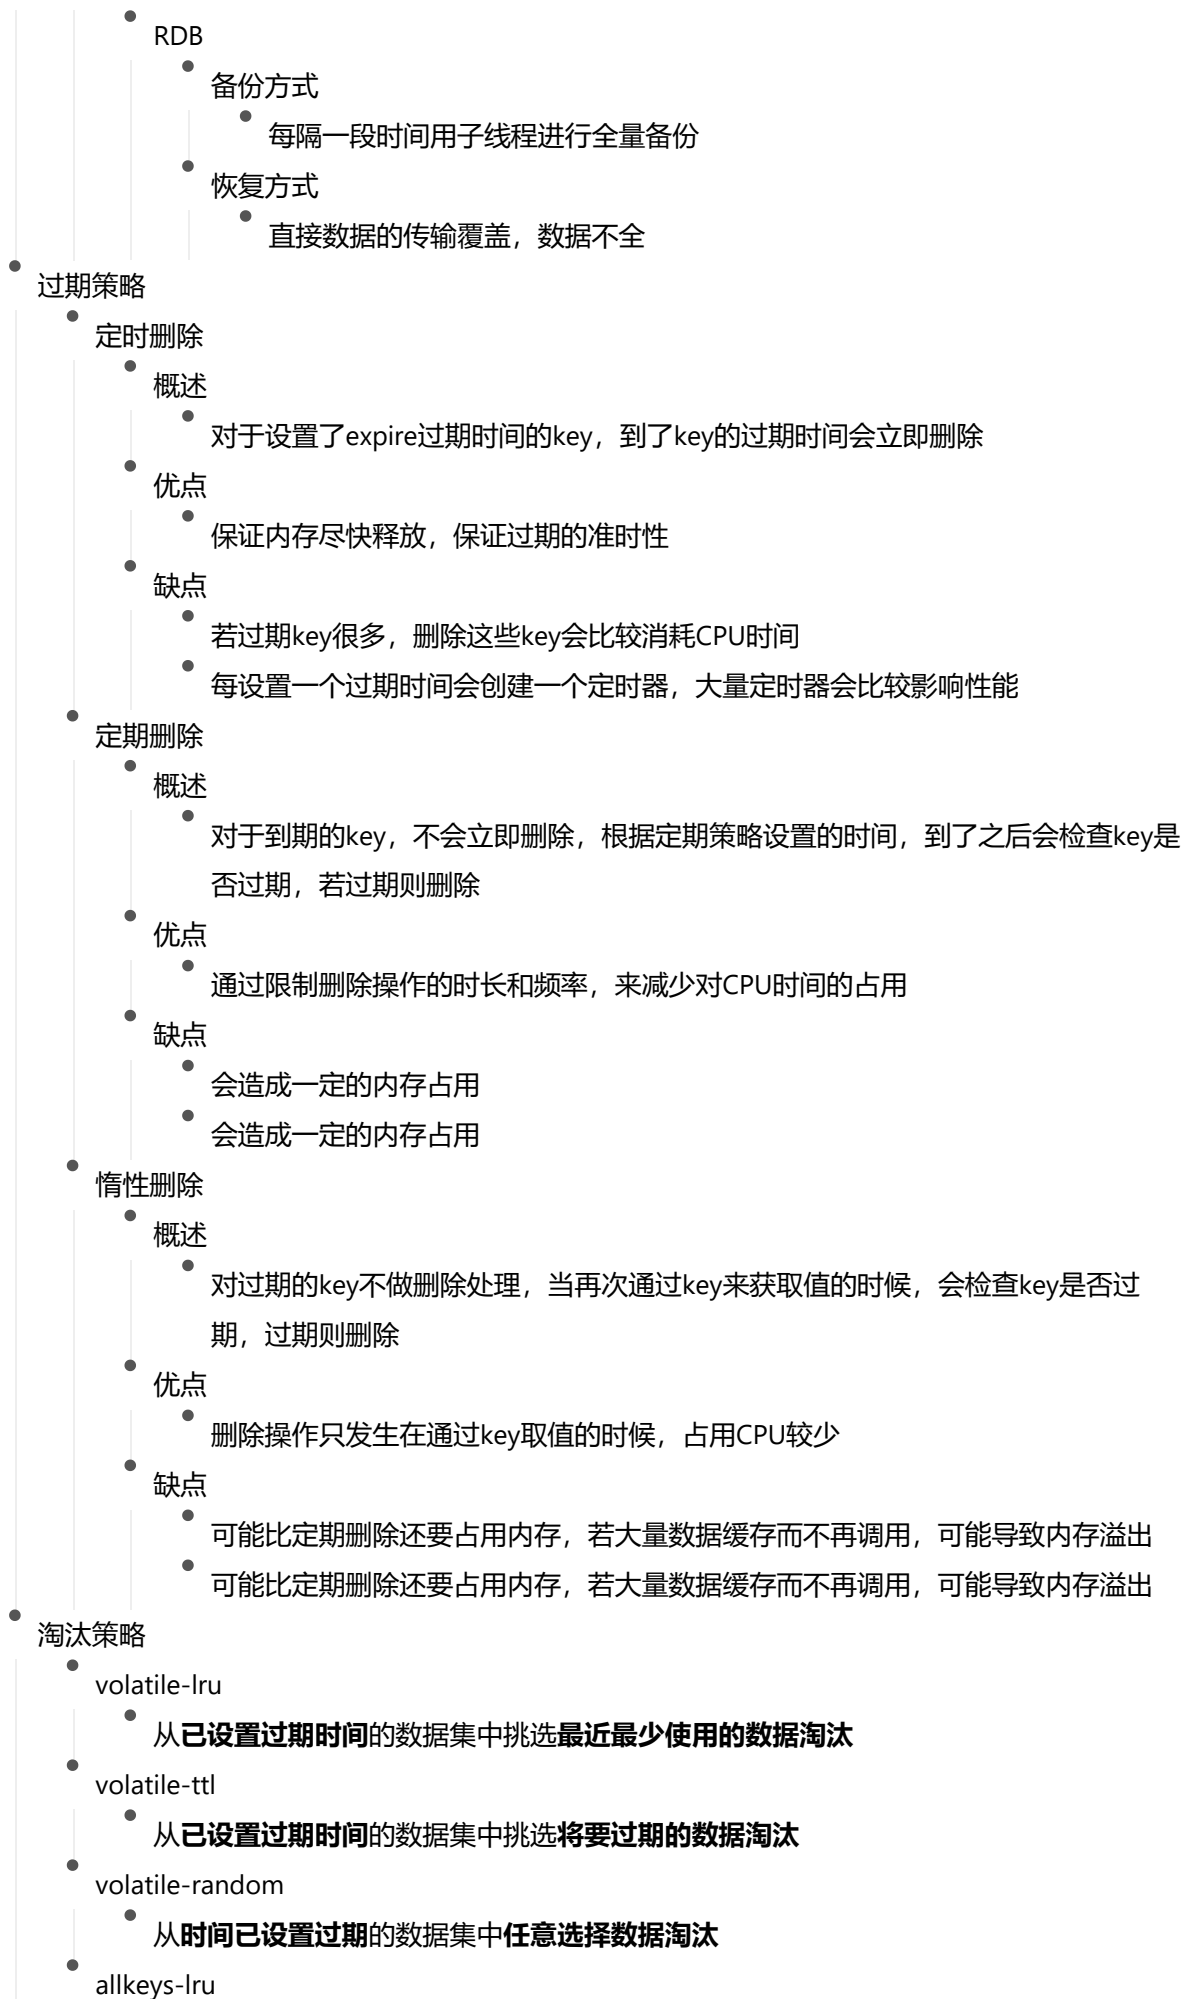 RDB
备份方式
每隔一段时间用子线程进行全量备份
恢复方式
直接数据的传输覆盖，数据不全
过期策略
定时删除
概述
对于设置了expire过期时间的key，到了key的过期时间会立即删除
优点
保证内存尽快释放，保证过期的准时性
缺点
若过期key很多，删除这些key会比较消耗CPU时间
每设置一个过期时间会创建一个定时器，大量定时器会比较影响性能
定期删除
概述
对于到期的key，不会立即删除，根据定期策略设置的时间，到了之后会检查key是
否过期，若过期则删除
优点
通过限制删除操作的时长和频率，来减少对CPU时间的占用
缺点
会造成一定的内存占用
会造成一定的内存占用
惰性删除
概述
对过期的key不做删除处理，当再次通过key来获取值的时候，会检查key是否过
期，过期则删除
优点
删除操作只发生在通过key取值的时候，占用CPU较少
缺点
可能比定期删除还要占用内存，若大量数据缓存而不再调用，可能导致内存溢出
可能比定期删除还要占用内存，若大量数据缓存而不再调用，可能导致内存溢出
淘汰策略
volatile-lru
从已设置过期时间的数据集中挑选最近最少使用的数据淘汰
volatile-ttl
从已设置过期时间的数据集中挑选将要过期的数据淘汰
volatile-random
从时间已设置过期的数据集中任意选择数据淘汰
allkeys-lru